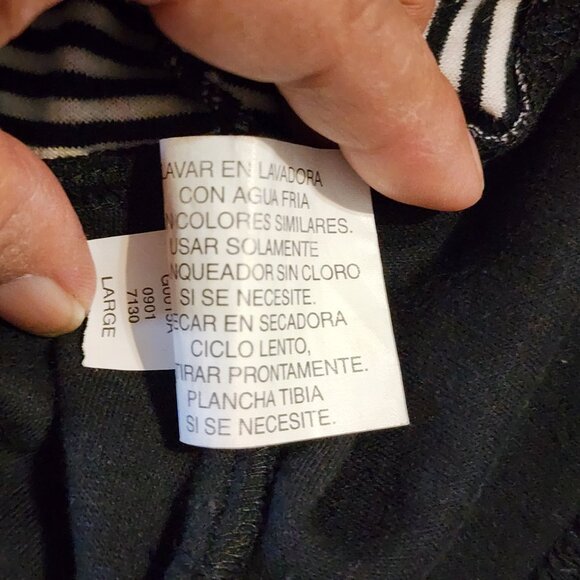 LAVAR EN LAVADORA
CON AGUA FRIA
COLORES SIMILARES.
USAR SOLAMENTE
NQUEADOR SIN CLORO
SI SE NECESITE.
ECAR EN SECADORA
CICLO LENTO,
TIRAR PRONTAMENTE.
PLANCHA TIBIA
SI SE NECESITE.
0901
7130
LARGE